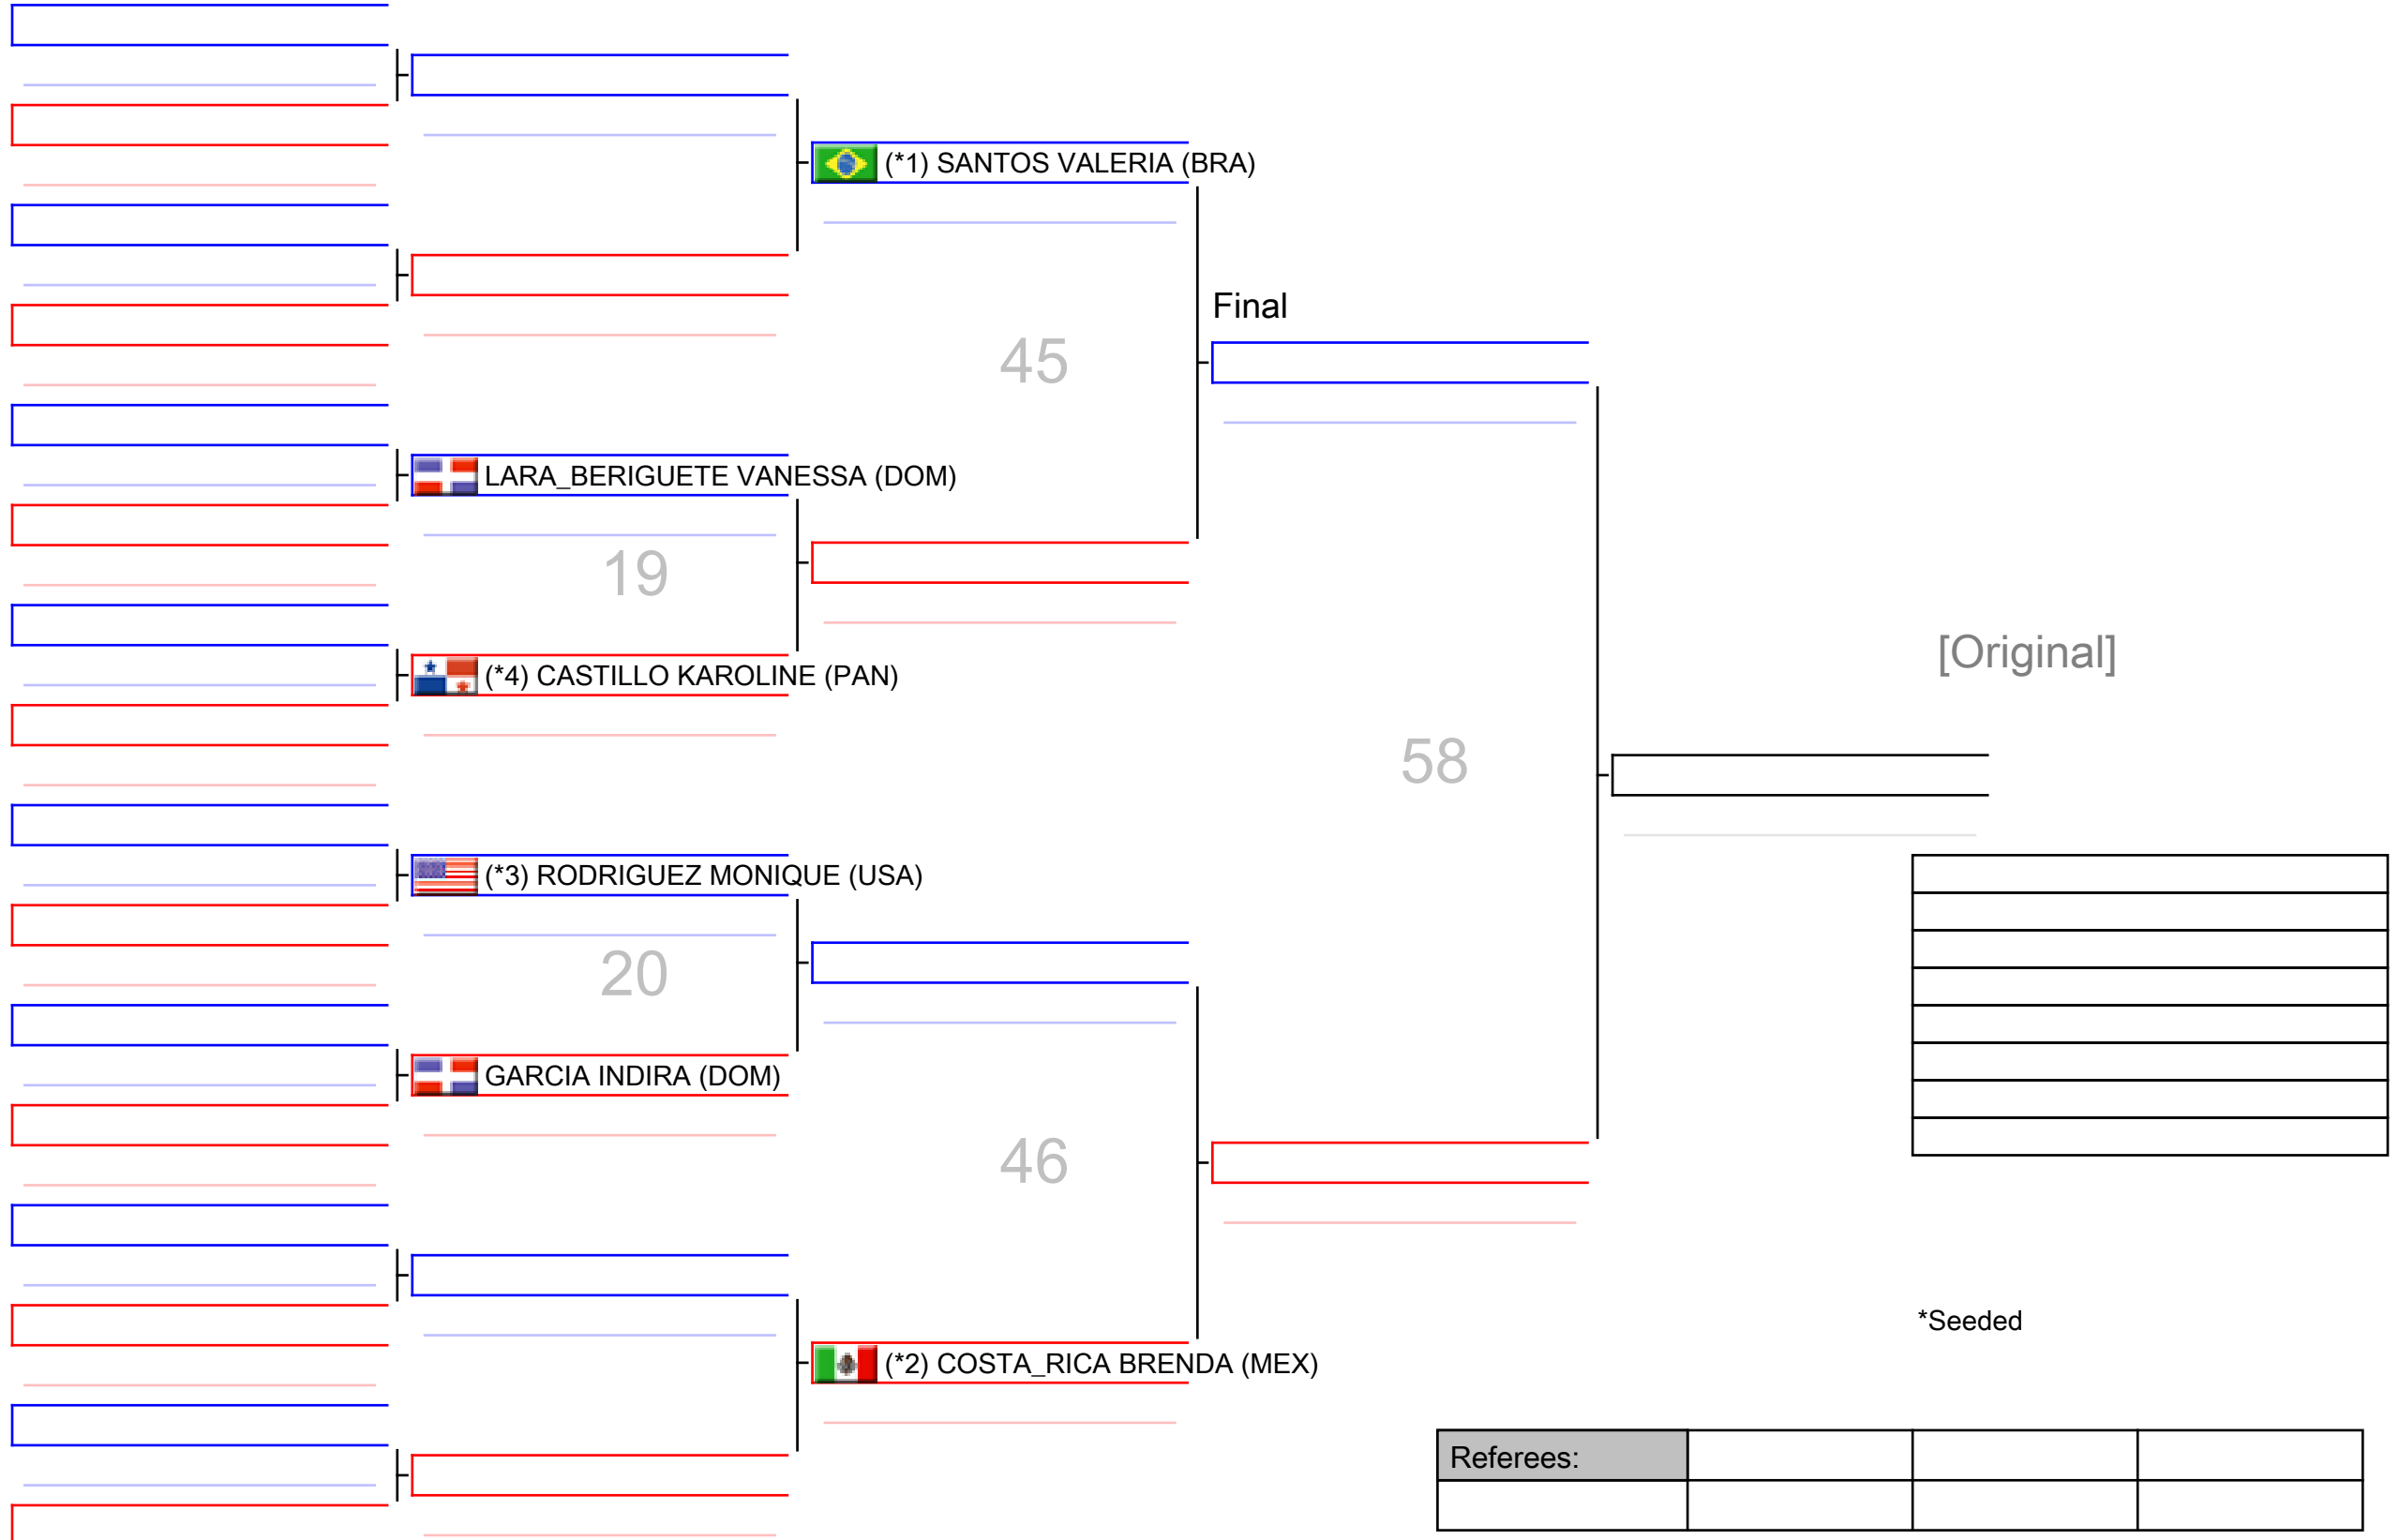 (*1) SANTOS VALERIA (BRA)
Final
45
LARA_BERIGUETE VANESSA (DOM)
19
[Original]
(*4) CASTILLO KAROLINE (PAN)
58
(*3) RODRIGUEZ MONIQUE (USA)
20
GARCIA INDIRA (DOM)
46
*Seeded
(*2) COSTA_RICA BRENDA (MEX)
Referees: